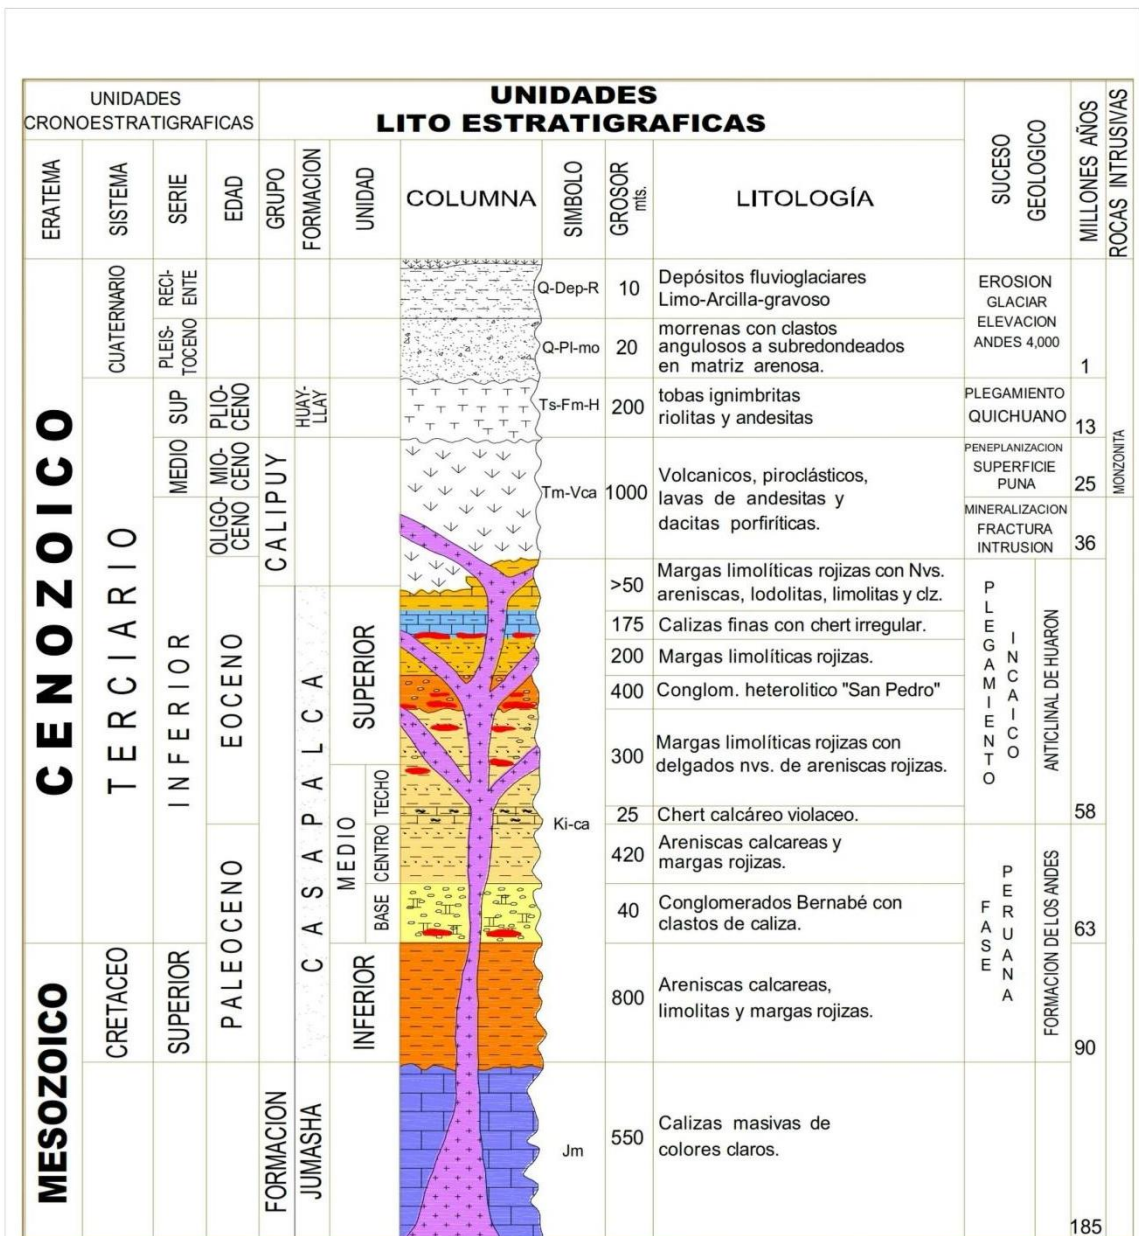 UNIDADES
CRONOESTRATIGRAFICAS
UNIDADES
LITO ESTRATIGRAFICAS
ERATEMA
SISTEMA
SERIE
EDAD
GRUPO
FORMACION
UNIDAD
COLUMNA
SIMBOLO
GROSOR
mts.
LITOLOGÍA
SUCESO
GEOLOGICO
MILLONES AÑOS
ROCAS INTRUSIVAS
CENOZOICO
MESOZOICO
CUATERNARIO
TERCIARIO
CRETACEO
RECI-
ENTE
PLEIS-
TOCENO
SUP
MEDIO
INFERIOR
SUPERIOR
PLIO-
CENO
MIO-
CENO
OLIGO-
CENO
EOCENO
PALEOCENO
HUAY-
LLAY
CALIPUY
CASAPALCA
FORMACION
JUMASHA
SUPERIOR
MEDIO
TECHO
CENTRO
BASE
INFERIOR
Q-Dep-R
10
Depósitos fluvioglaciares
Limo-Arcilla-gravoso
Q-Pl-mo
20
morrenas con clastos
angulosos a subredondeados
en matriz arenosa.
Ts-Fm-H
200
tobas ignimbritas
riolitas y andesitas
Tm-Vca
1000
Volcanicos, piroclásticos,
lavas de andesitas y
dacitas porfiríticas.
Ki-ca
>50
Margas limolíticas rojizas con Nvs.
areniscas, lodolitas, limolitas y clz.
175
Calizas finas con chert irregular.
200
Margas limolíticas rojizas.
400
Conglom. heterolitico "San Pedro"
300
Margas limolíticas rojizas con
delgados nvs. de areniscas rojizas.
25
Chert calcáreo violaceo.
420
Areniscas calcareas y
margas rojizas.
40
Conglomerados Bernabé con
clastos de caliza.
800
Areniscas calcareas,
limolitas y margas rojizas.
Jm
550
Calizas masivas de
colores claros.
EROSION
GLACIAR
ELEVACION
ANDES 4,000
1
PLEGAMIENTO
QUICHUANO
13
PENEPLANIZACION
SUPERFICIE
PUNA
25
MINERALIZACION
FRACTURA
INTRUSION
36
MONZONITA
PLEGAMIENTO
INCAICO
ANTICLINAL DE HUARON
58
FASE
PERUANA
FORMACION DE LOS ANDES
63
90
185